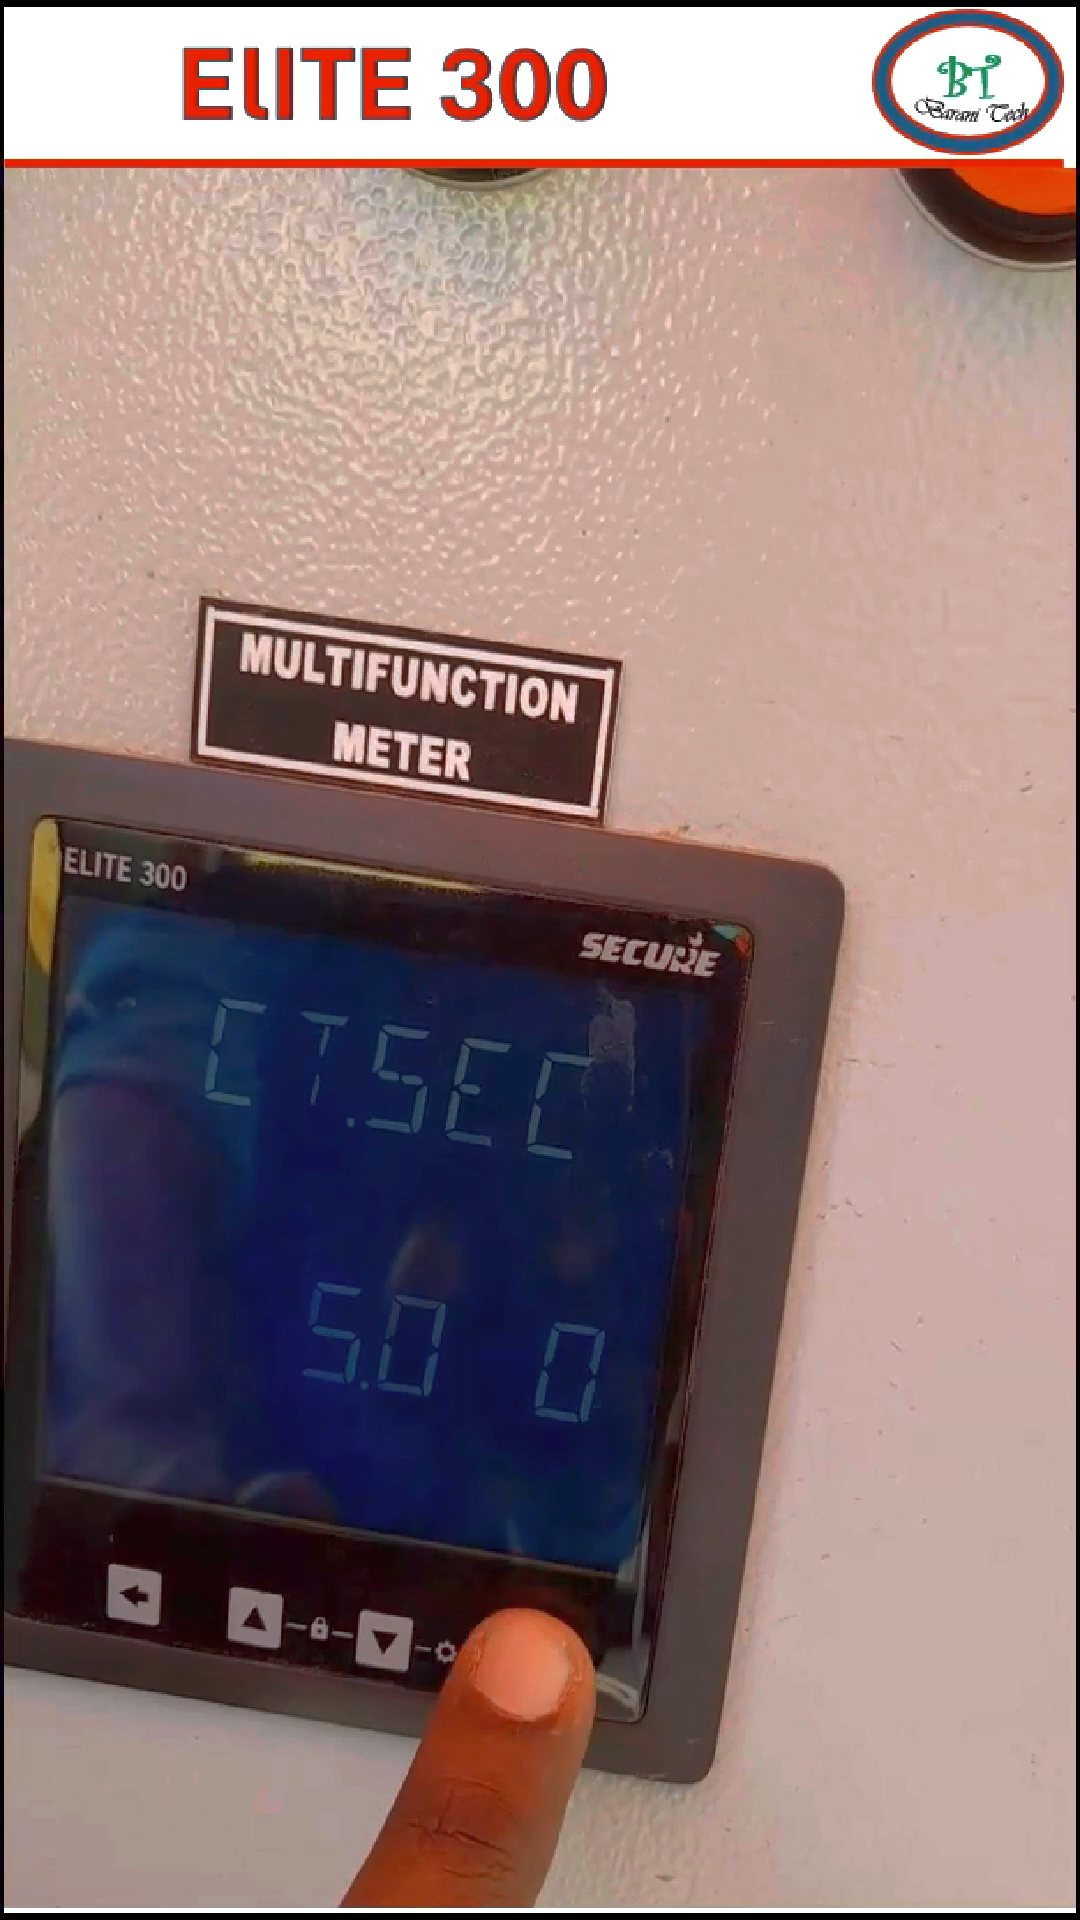 ELITE 300
BT
Barani Tech
MULTIFUNCTION
METER
ELITE 300
SECURE
CT.SEC
5.0 0